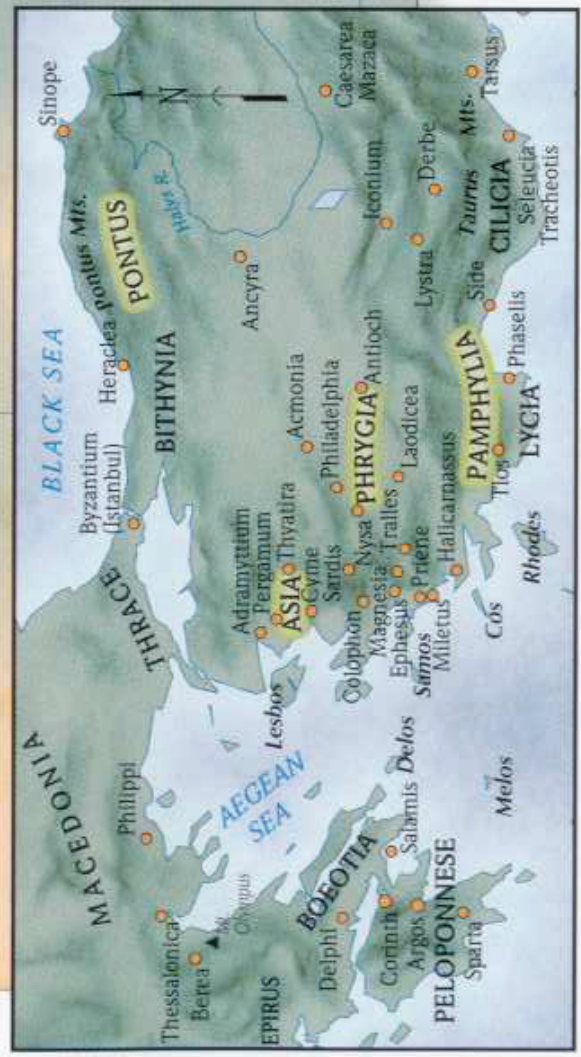 BLACK SEA
Sinope
Pontus Mts.
PONTUS
Halys R.
N
Heraclea
BITHYNIA
Byzantium
(Istanbul)
THRACE
MACEDONIA
Philippi
Thessalonica
Berea
Mt.
Olympus
EPIRUS
AEGEAN
SEA
Ancyra
Caesarea
Mazaca
Adramyttium
Pergamum
Thyatira
ASIA
Cyme
Sardis
Lesbos
Acmonia
Philadelphia
PHRYGIA
Antioch
Iconium
Derbe
Lystra
Taurus Mts.
Tarsus
CILICIA
Seleucia
Tracheotis
Side
PAMPHYLIA
Phaselis
Tlos
LYCIA
Laodicea
Nysa
Tralles
Colophon
Magnesia
Ephesus
Priene
Samos
Miletus
Halicarnassus
Cos
Rhodes
BOEOTIA
Delphi
Salamis
Delos
Corinth
Argos
PELOPONNESE
Sparta
Melos